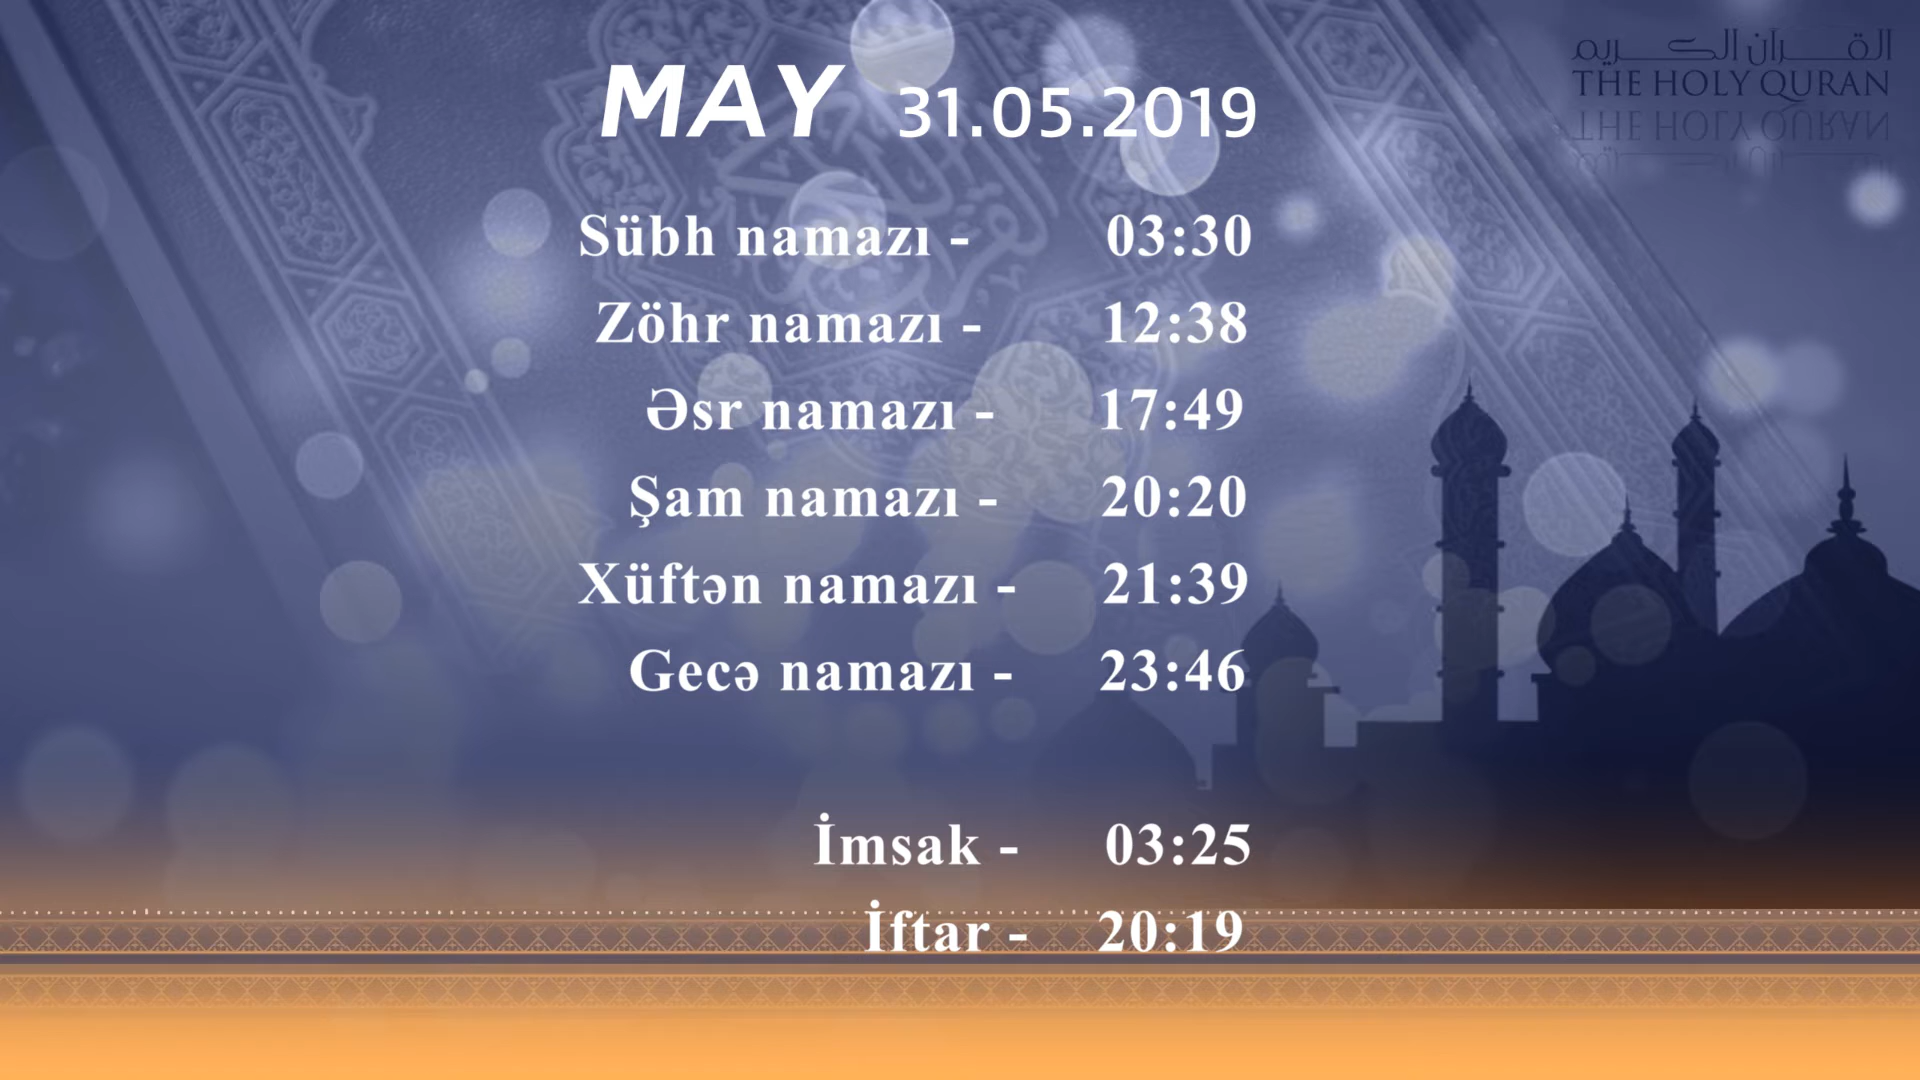 القرآن الكريم
THE HOLY QURAN
MAY 31.05.2019
Sübh namazı - 03:30
Zöhr namazı - 12:38
Əsr namazı - 17:49
Şam namazı - 20:20
Xüftən namazı - 21:39
Gecə namazı - 23:46
İmsak - 03:25
İftar - 20:19